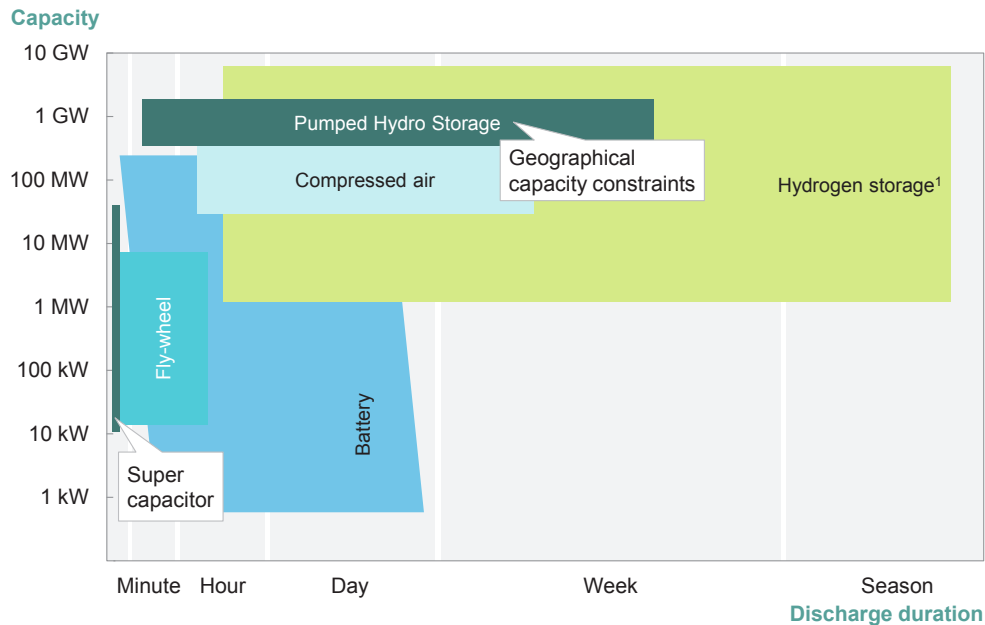 Capacity
10 GW
1 GW
100 MW
10 MW
1 MW
100 kW
10 kW
1 kW
Pumped Hydro Storage
Geographical
capacity constraints
Compressed air
Hydrogen storage¹
Fly-wheel
Battery
Super
capacitor
Minute
Hour
Day
Week
Season
Discharge duration